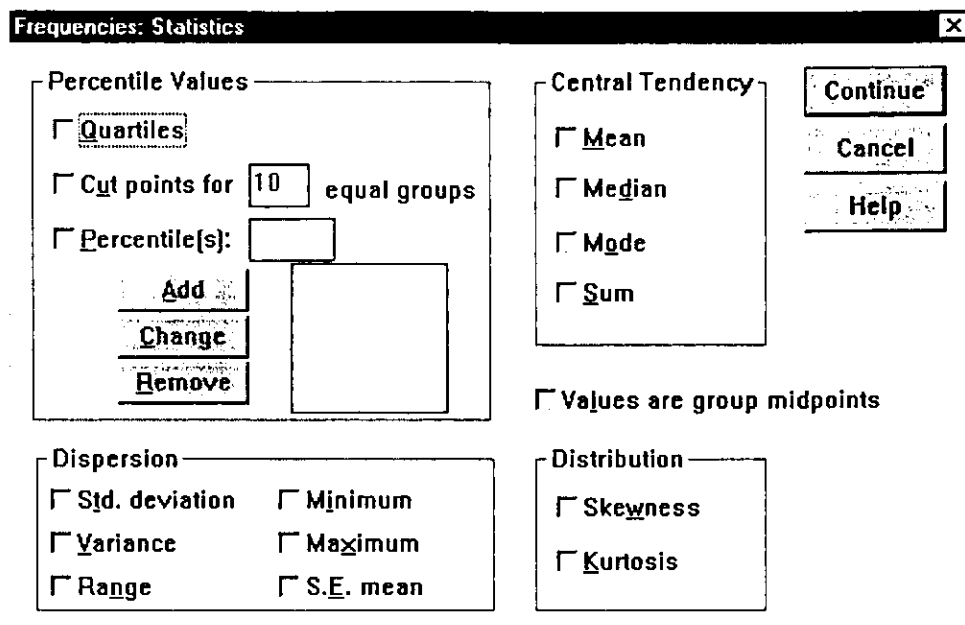 Frequencies: Statistics
Percentile Values
Quartiles
Cut points for 10 equal groups
Percentile(s):
Add
Change
Remove
Central Tendency
Mean
Median
Mode
Sum
Continue
Cancel
Help
Values are group midpoints
Dispersion
Std. deviation Minimum
Variance Maximum
Range S.E. mean
Distribution
Skewness
Kurtosis